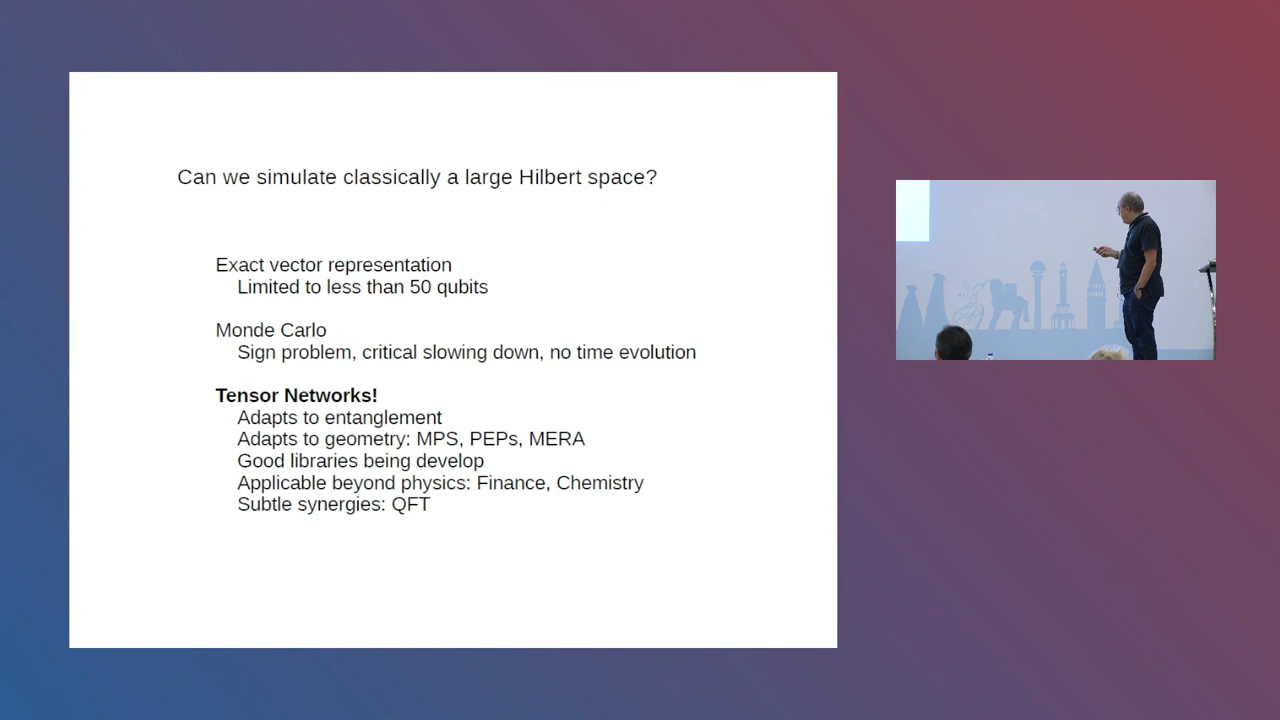 Can we simulate classically a large Hilbert space?
Exact vector representation
Limited to less than 50 qubits
Monde Carlo
Sign problem, critical slowing down, no time evolution
Tensor Networks!
Adapts to entanglement
Adapts to geometry: MPS, PEPs, MERA
Good libraries being develop
Applicable beyond physics: Finance, Chemistry
Subtle synergies: QFT